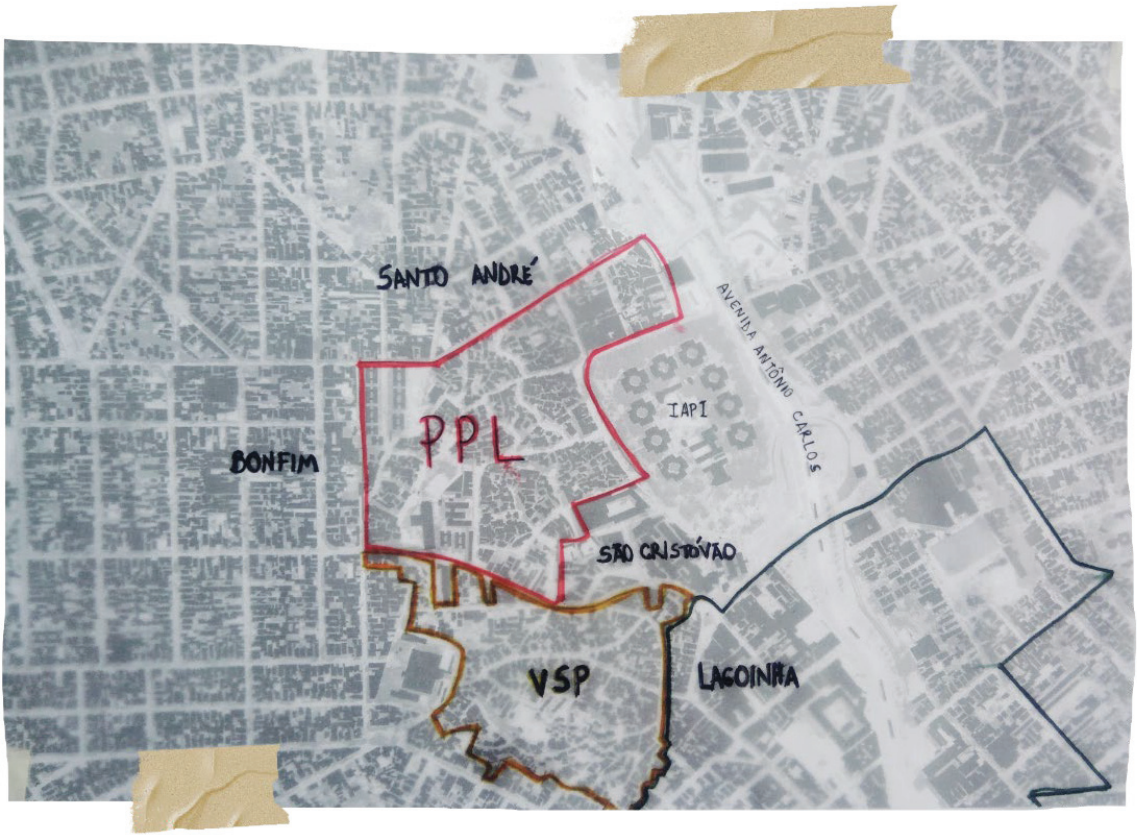 SANTO ANDRÉ
AVENIDA ANTÔNIO CARLOS
IAPI
PPL
BONFIM
SÃO CRISTÓVÃO
VSP
LAGOINHA